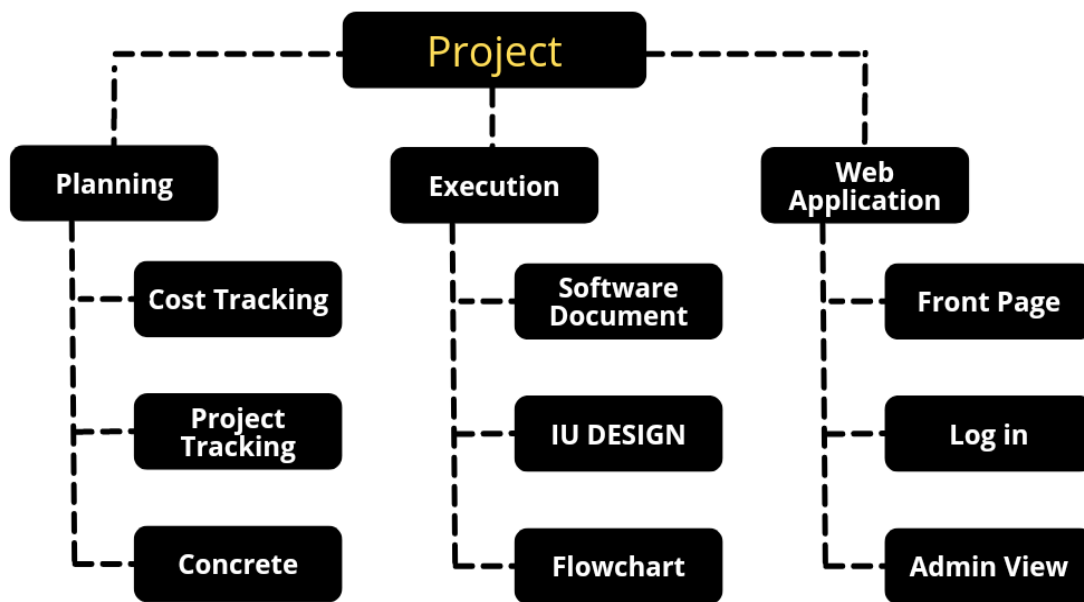 Project
Planning
Execution
Web
Application
Cost Tracking
Software
Document
Front Page
Project
Tracking
IU DESIGN
Log in
Concrete
Flowchart
Admin View